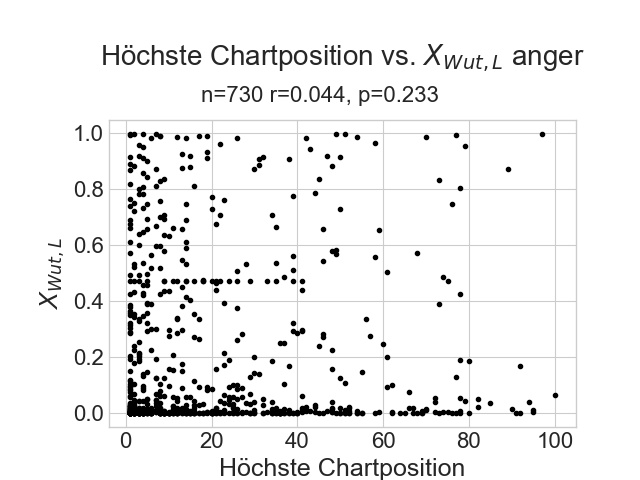 Höchste Chartposition vs. X_{Wut, L} anger
n=730 r=0.044, p=0.233
1.0
0.8
0.6
0.4
0.2
0.0
X_{Wut, L}
0 20 40 60 80 100
Höchste Chartposition